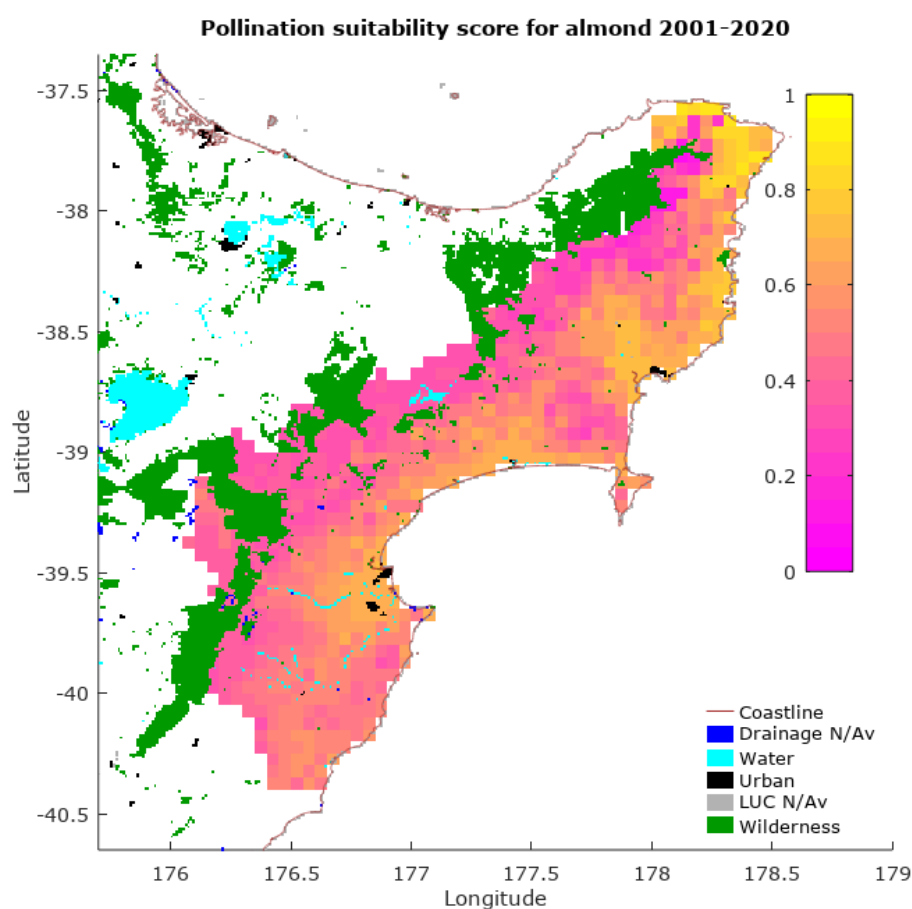 Pollination suitability score for almond 2001-2020
-37.5
-38
-38.5
-39
-39.5
-40
-40.5
Latitude
176
176.5
177
177.5
178
178.5
179
Longitude
1
0.8
0.6
0.4
0.2
0
Coastline
Drainage N/Av
Water
Urban
LUC N/Av
Wilderness